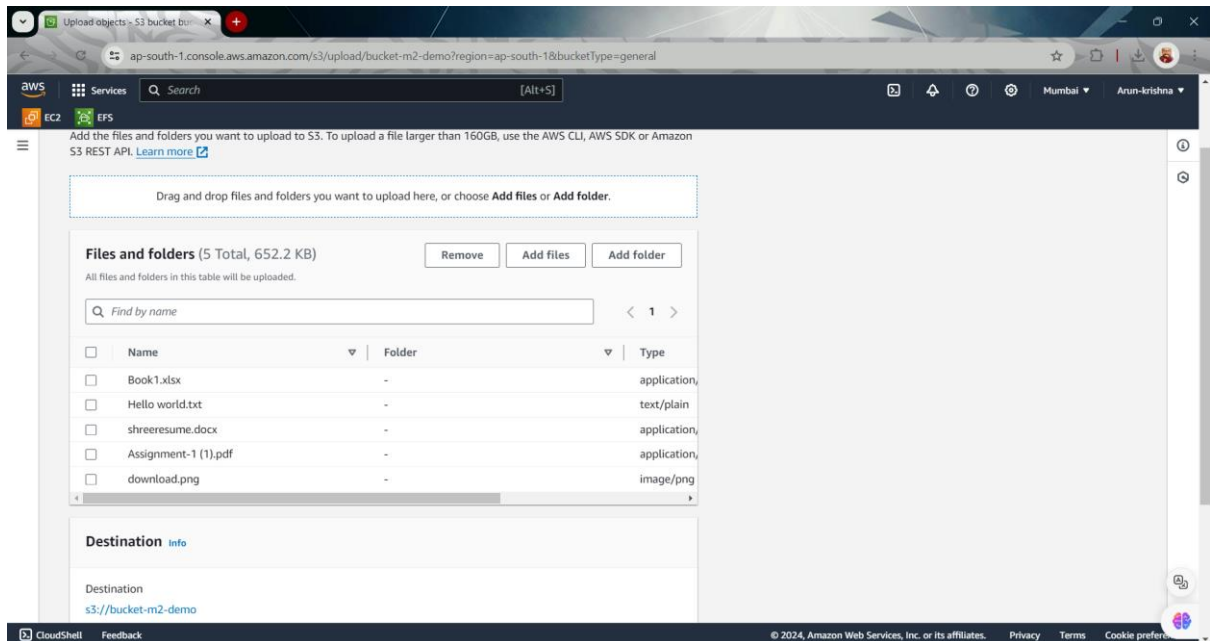 Upload objects - S3 bucket bu
ap-south-1.console.aws.amazon.com/s3/upload/bucket-m2-demo?region=ap-south-1&bucketType=general
aws Services Search [Alt+S] Mumbai Arun-krishna
EC2 EFS
Add the files and folders you want to upload to S3. To upload a file larger than 160GB, use the AWS CLI, AWS SDK or Amazon
S3 REST API. Learn more
Drag and drop files and folders you want to upload here, or choose Add files or Add folder.
Files and folders (5 Total, 652.2 KB) Remove Add files Add folder
All files and folders in this table will be uploaded.
Find by name 1
Name Folder Type
Book1.xlsx - application,
Hello world.txt - text/plain
shreeresume.docx - application,
Assignment-1 (1).pdf - application,
download.png - image/png
Destination Info
Destination
s3://bucket-m2-demo
CloudShell Feedback © 2024, Amazon Web Services, Inc. or its affiliates. Privacy Terms Cookie prefere